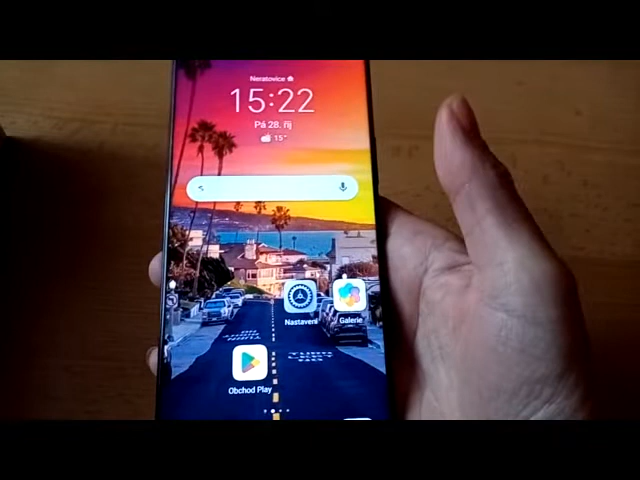 Neratovice
15:22
Pá 28. říj
15°
Nastavení
Galerie
Obchod Play